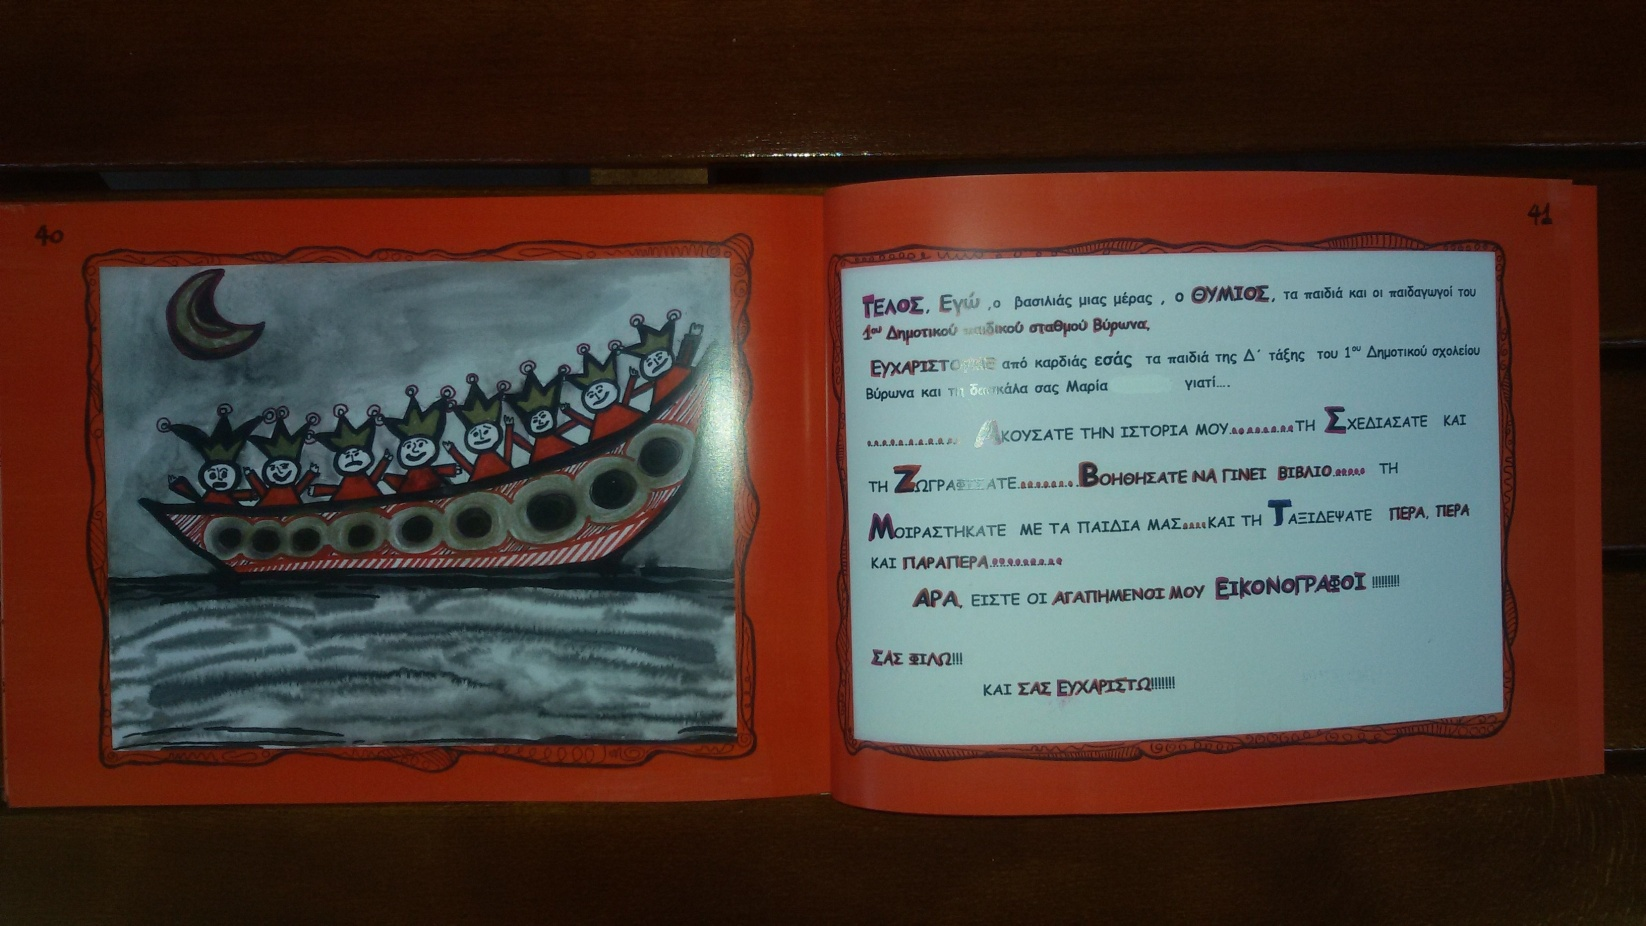 40
41
ΤΕΛΟΣ, Εγώ ,ο βασιλιάς μιας μέρας , ο ΘΥΜΙΟΣ, τα παιδιά και οι παιδαγωγοί του
1ου Δημοτικού παιδικού σταθμού Βύρωνα,
ΕΥΧΑΡΙΣΤΟΥΜΕ από καρδιάς εσάς τα παιδιά της Δ΄ τάξης του 1ου Δημοτικού σχολείου
Βύρωνα και τη δασκάλα σας Μαρία γιατί....
............ ΑΚΟΥΣΑΤΕ ΤΗΝ ΙΣΤΟΡΙΑ ΜΟΥ.........ΤΗ ΣΧΕΔΙΑΣΑΤΕ ΚΑΙ
ΤΗ ΖΩΓΡΑΦΙΣΑΤΕ........ΒΟΗΘΗΣΑΤΕ ΝΑ ΓΙΝΕΙ ΒΙΒΛΙΟ..... ΤΗ
ΜΟΙΡΑΣΤΗΚΑΤΕ ΜΕ ΤΑ ΠΑΙΔΙΑ ΜΑΣ....ΚΑΙ ΤΗ ΤΑΞΙΔΕΨΑΤΕ ΠΕΡΑ, ΠΕΡΑ
ΚΑΙ ΠΑΡΑΠΕΡΑ..........
ΑΡΑ, ΕΙΣΤΕ ΟΙ ΑΓΑΠΗΜΕΝΟΙ ΜΟΥ ΕΙΚΟΝΟΓΡΑΦΟΙ !!!!!!!!
ΣΑΣ ΦΙΛΩ!!!
ΚΑΙ ΣΑΣ ΕΥΧΑΡΙΣΤΩ!!!!!!!